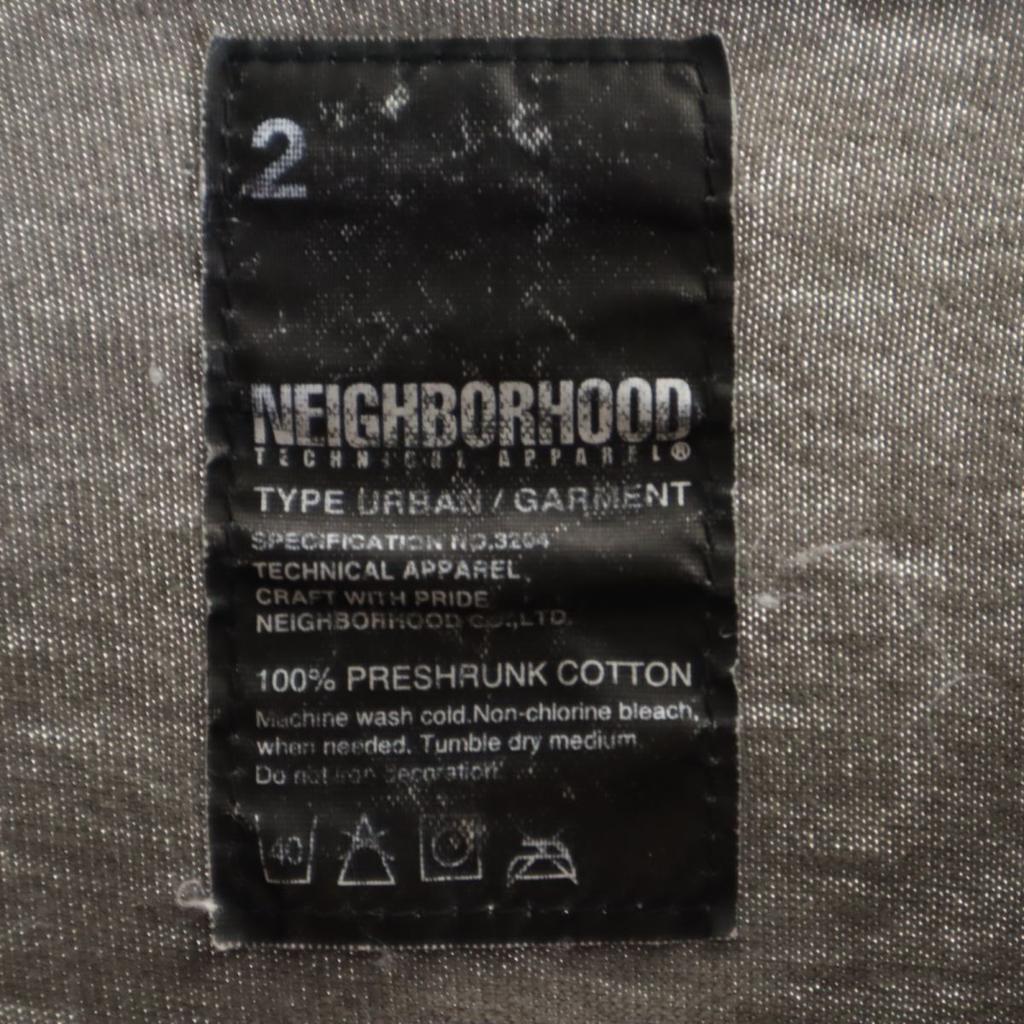 2
NEIGHBORHOOD
TECHNICAL APPAREL®
TYPE URBAN / GARMENT
SPECIFICATION NO.3264
TECHNICAL APPAREL,
CRAFT WITH PRIDE
NEIGHBORHOOD CO.,LTD.
100% PRESHRUNK COTTON
Machine wash cold.Non-chlorine bleach,
when needed. Tumble dry medium
Do not iron Decoration.
40